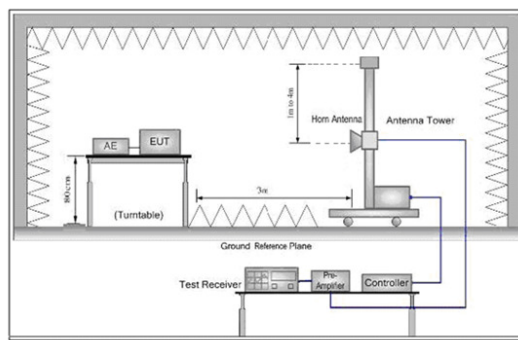 1m to 4m
Horn Antenna
Antenna Tower
AE
EUT
80cm
(Turntable)
3m
Ground Reference Plane
Test Receiver
Pre-
Amplifier
Controller